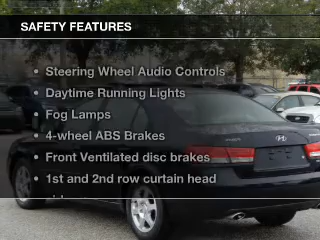 SAFETY FEATURES
• Steering Wheel Audio Controls
• Daytime Running Lights
• Fog Lamps
• 4-wheel ABS Brakes
• Front Ventilated disc brakes
• 1st and 2nd row curtain head